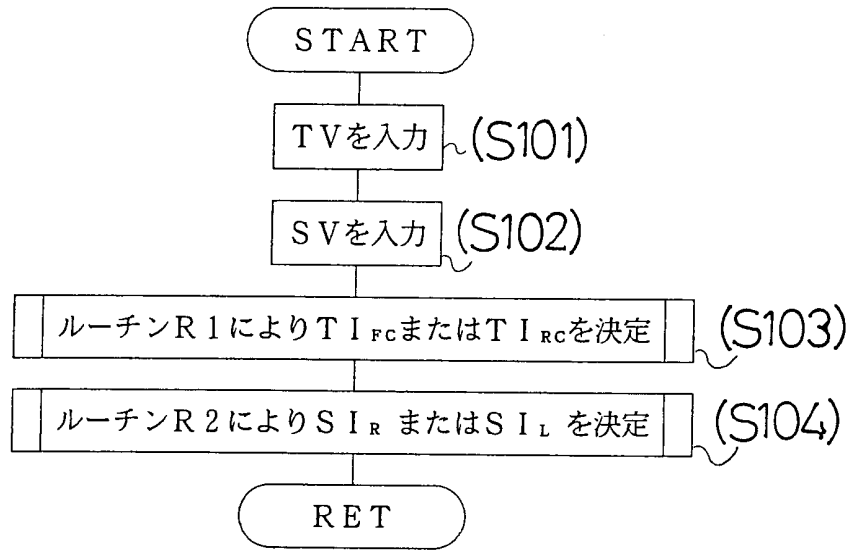 START
TVを入力 (S101)
SVを入力 (S102)
ルーチンR1によりTI_FCまたはTI_RCを決定 (S103)
ルーチンR2によりSI_R またはSI_L を決定 (S104)
RET